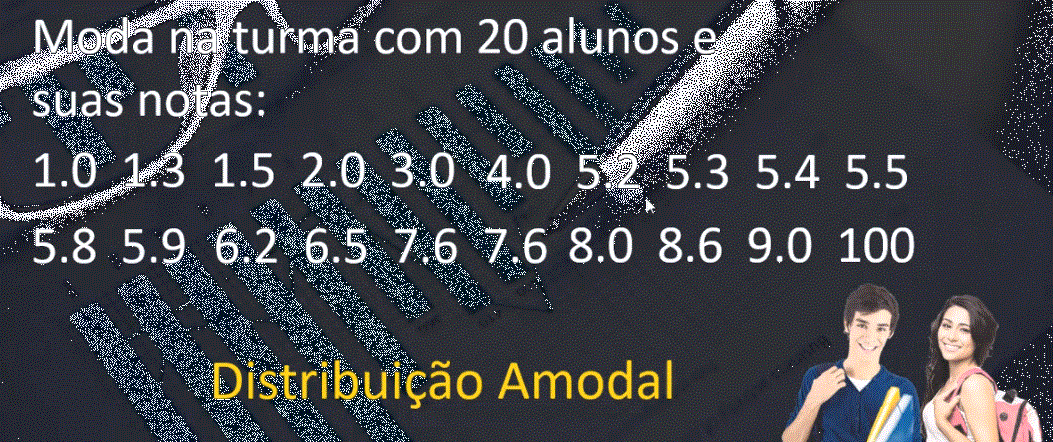 Moda na turma com 20 alunos e
suas notas:
1.0 1.3 1.5 2.0 3.0 4.0 5.2 5.3 5.4 5.5
5.8 5.9 6.2 6.5 7.6 7.6 8.0 8.6 9.0 100
Distribuição Amodal